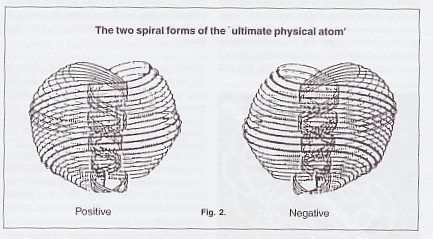 The two spiral forms of the ´ultimate physical atom'
Positive
Fig. 2.
Negative